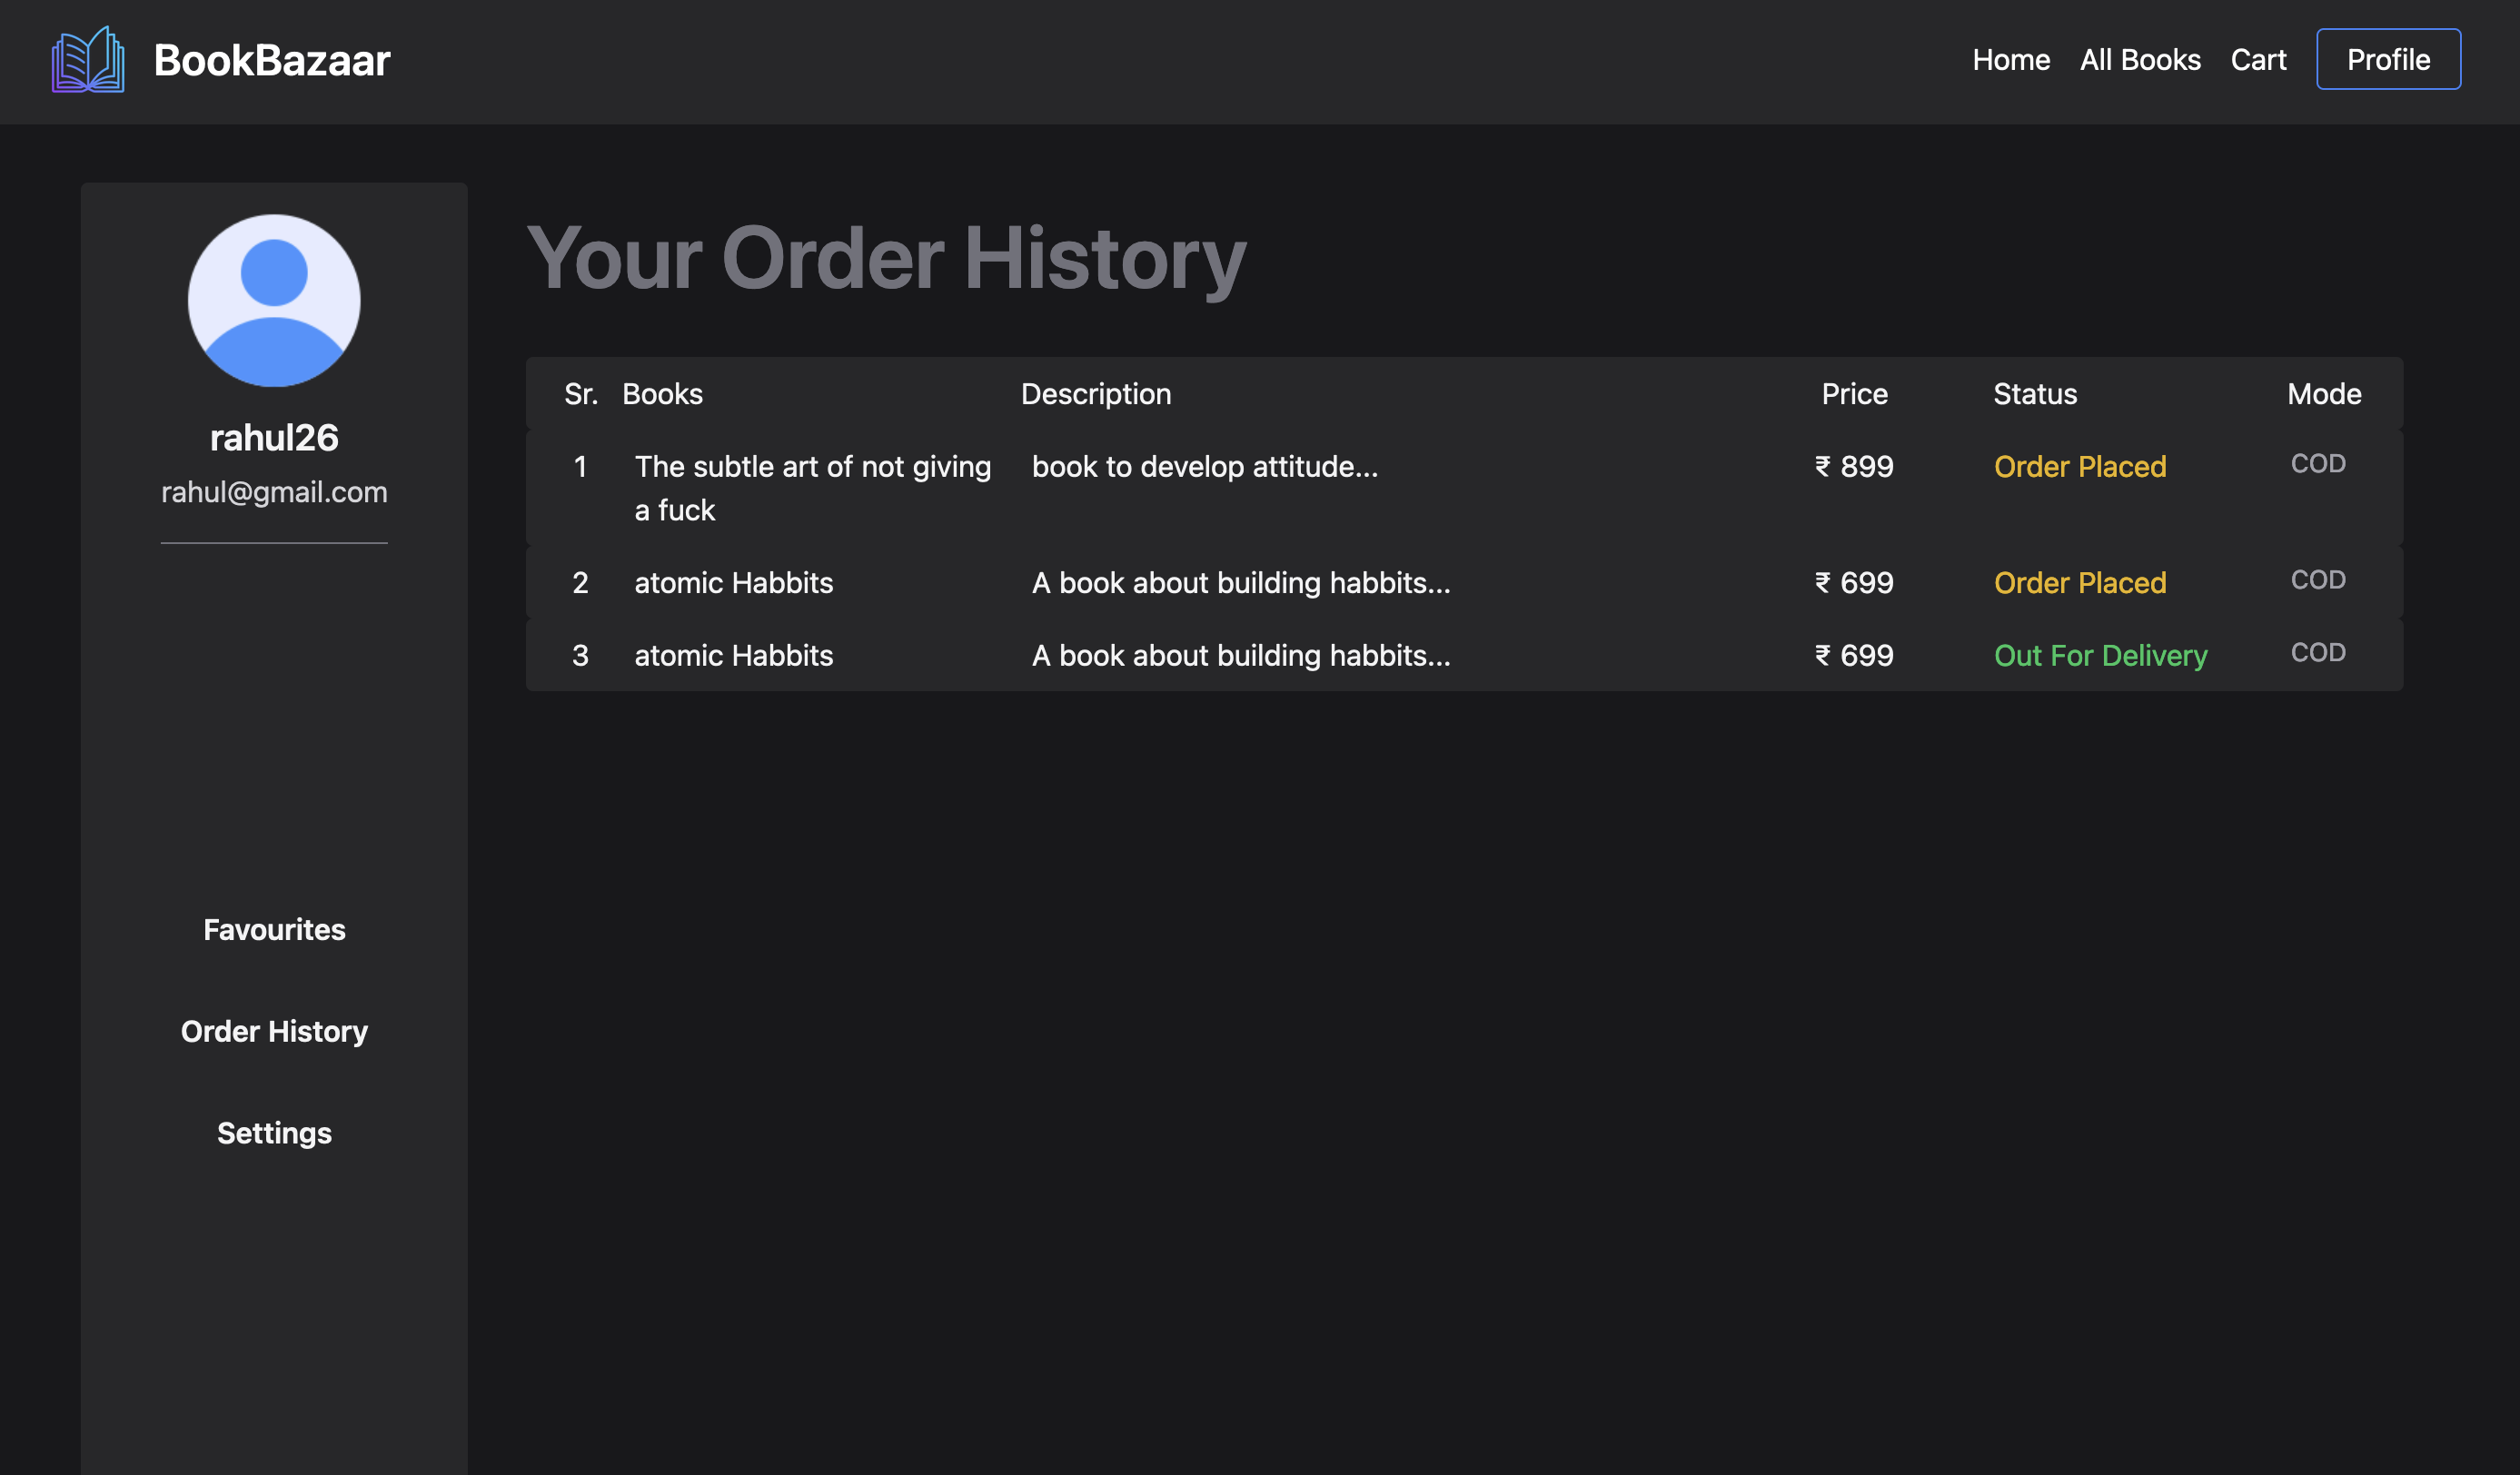 BookBazaar
Home All Books Cart Profile
rahul26
rahul@gmail.com
Favourites
Order History
Settings
Your Order History
Sr. Books Description Price Status Mode
1 The subtle art of not giving book to develop attitude... ₹ 899 Order Placed COD
a fuck
2 atomic Habbits A book about building habbits... ₹ 699 Order Placed COD
3 atomic Habbits A book about building habbits... ₹ 699 Out For Delivery COD